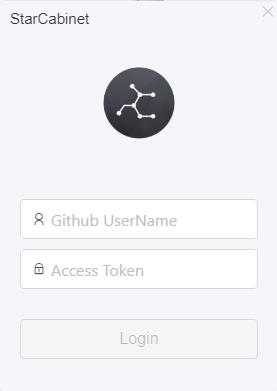 StarCabinet
Github UserName
Access Token
Login